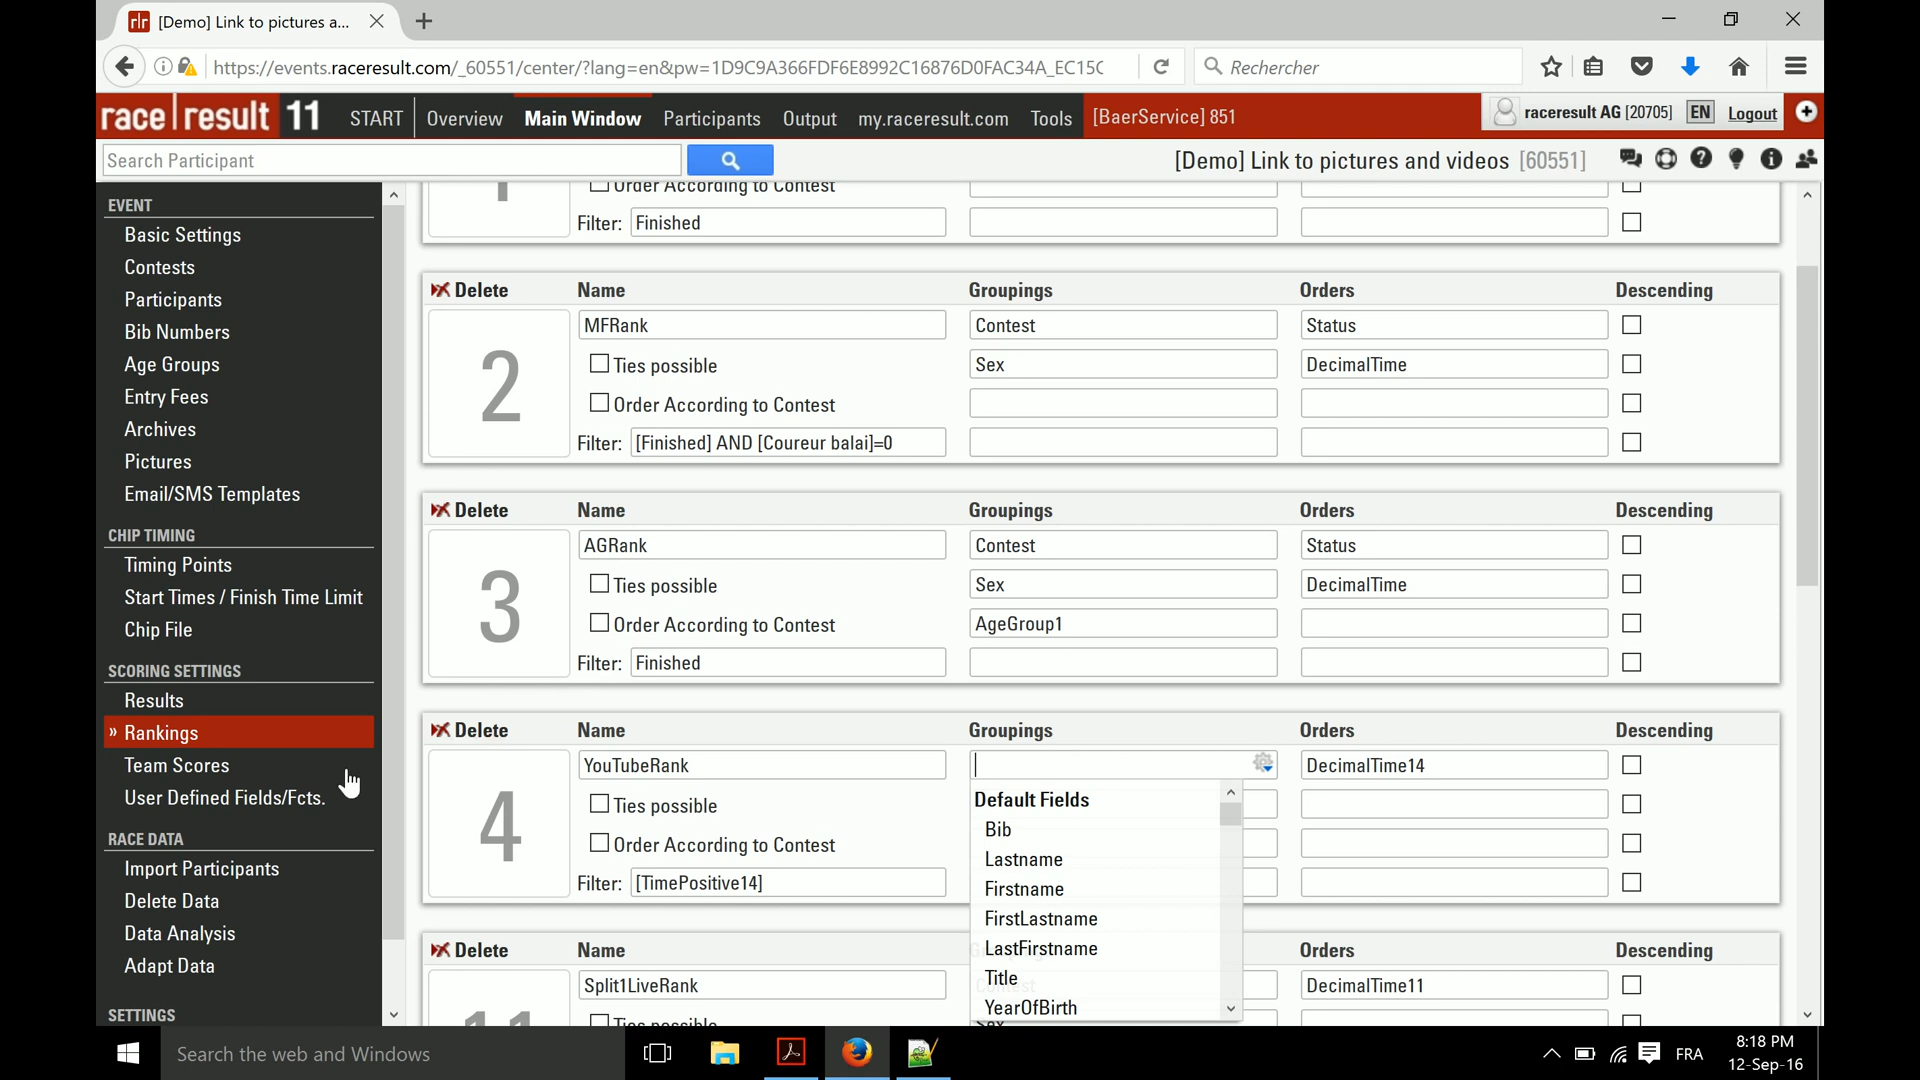 [Demo] Link to pictures a...
https://events.raceresult.com/_60551/center/?lang=en&pw=1D9C9A366FDF6E8992C16876D0FAC34A_EC15C
Rechercher
race result 11 START Overview Main Window Participants Output my.raceresult.com Tools [BaerService] 851 raceresult AG [20705] EN Logout
Search Participant [Demo] Link to pictures and videos [60551]
EVENT
Basic Settings
Contests
Participants
Bib Numbers
Age Groups
Entry Fees
Archives
Pictures
Email/SMS Templates
CHIP TIMING
Timing Points
Start Times / Finish Time Limit
Chip File
SCORING SETTINGS
Results
» Rankings
Team Scores
User Defined Fields/Fcts.
RACE DATA
Import Participants
Delete Data
Data Analysis
Adapt Data
SETTINGS
Order According to Contest
Filter: Finished
Delete Name Groupings Orders Descending
2 MFRank Contest Status
Ties possible Sex DecimalTime
Order According to Contest
Filter: [Finished] AND [Coureur balai]=0
Delete Name Groupings Orders Descending
3 AGRank Contest Status
Ties possible Sex DecimalTime
Order According to Contest AgeGroup1
Filter: Finished
Delete Name Groupings Orders Descending
4 YouTubeRank DecimalTime14
Ties possible
Order According to Contest
Filter: [TimePositive14]
Default Fields
Bib
Lastname
Firstname
FirstLastname
LastFirstname
Title
YearOfBirth
Delete Name Orders Descending
11 Split1LiveRank DecimalTime11
Ties possible Sex
Search the web and Windows
FRA
8:18 PM
12-Sep-16